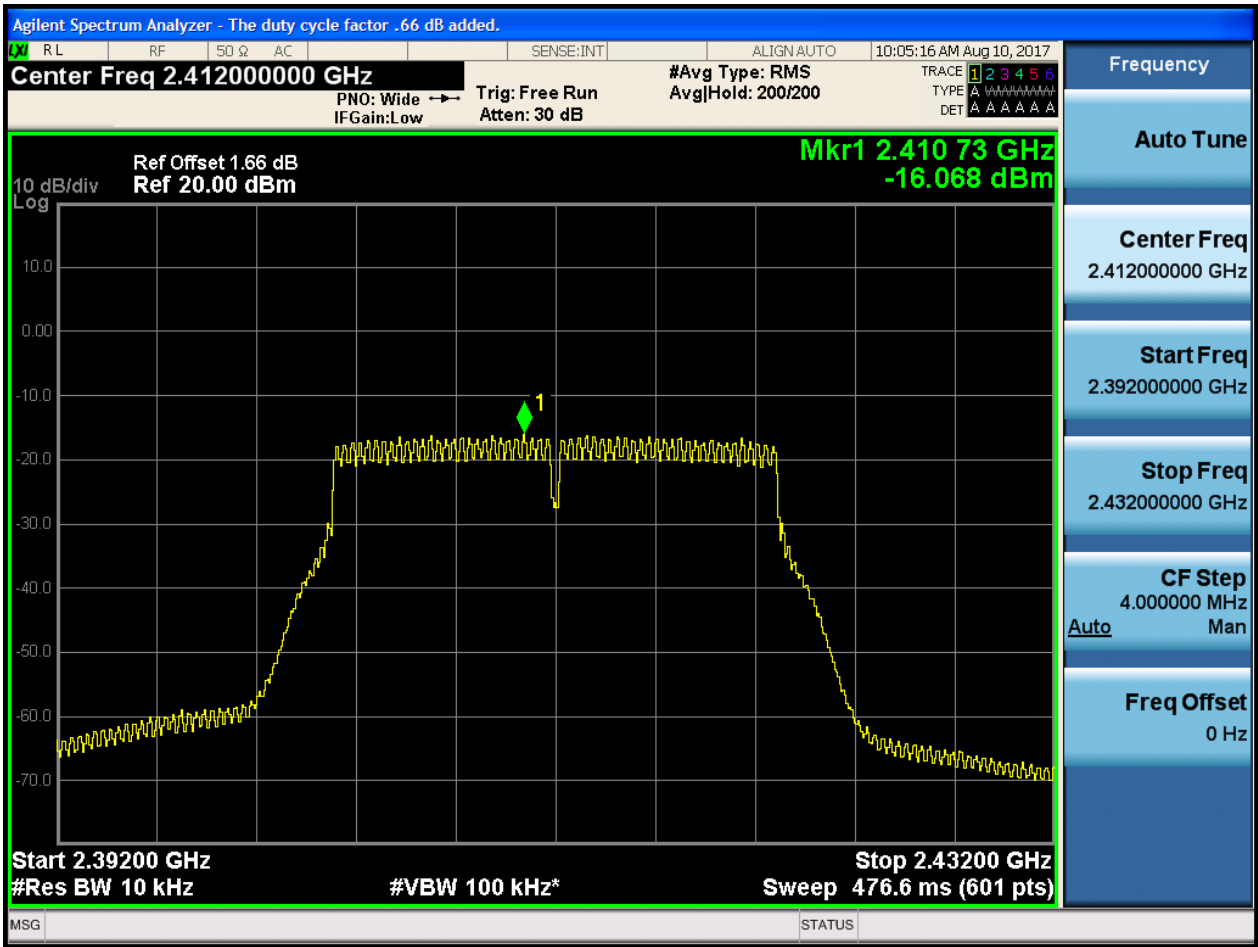 Agilent Spectrum Analyzer - The duty cycle factor .66 dB added.
LXI RL RF 50 Ω AC SENSE:INT ALIGN AUTO 10:05:16 AM Aug 10, 2017
Center Freq 2.412000000 GHz
PNO: Wide
IFGain:Low
Trig: Free Run
Atten: 30 dB
#Avg Type: RMS
Avg|Hold: 200/200
TRACE 1 2 3 4 5 6
TYPE A WWWWW
DET A A A A A A
Ref Offset 1.66 dB
10 dB/div Ref 20.00 dBm
Log
Mkr1 2.410 73 GHz
-16.068 dBm
10.0
0.00
-10.0
-20.0
-30.0
-40.0
-50.0
-60.0
-70.0
1
Start 2.39200 GHz
Stop 2.43200 GHz
#Res BW 10 kHz
#VBW 100 kHz*
Sweep 476.6 ms (601 pts)
MSG
STATUS
Frequency
Auto Tune
Center Freq
2.412000000 GHz
Start Freq
2.392000000 GHz
Stop Freq
2.432000000 GHz
CF Step
4.000000 MHz
Auto Man
Freq Offset
0 Hz